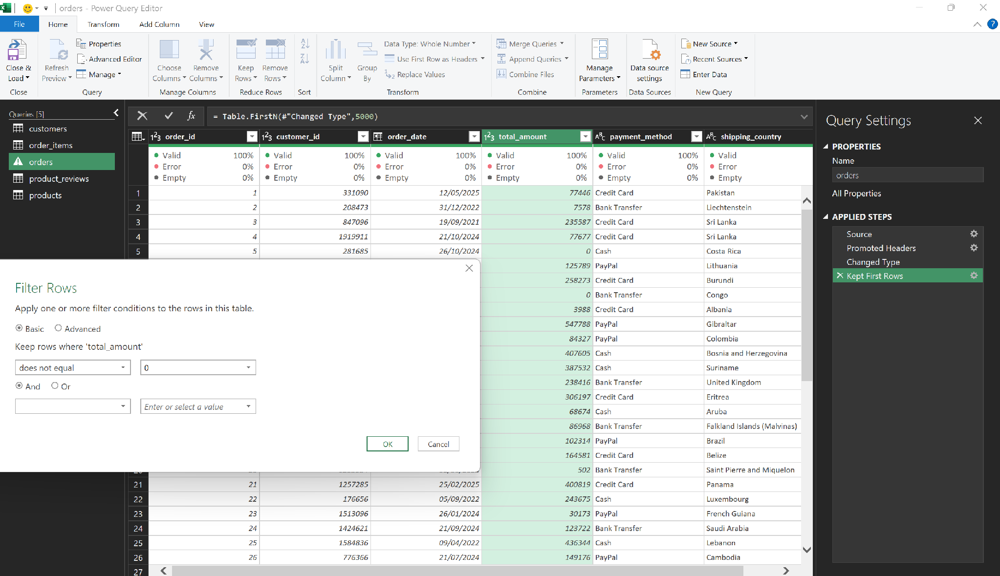 orders - Power Query Editor
File Home Transform Add Column View
Close & Load
Close
Refresh Preview
Properties
Advanced Editor
Manage
Query
Choose Columns
Remove Columns
Manage Columns
Keep Rows
Remove Rows
Reduce Rows
Sort
Split Column
Group By
Data Type: Whole Number
Use First Row as Headers
Replace Values
Transform
Merge Queries
Append Queries
Combine Files
Combine
Manage Parameters
Parameters
Data source settings
Data Sources
New Source
Recent Sources
Enter Data
New Query
Queries [5]
customers
order_items
orders
product_reviews
products
fx = Table.FirstN(#"Changed Type",5000)
order_id customer_id order_date total_amount payment_method shipping_country
Valid 100% Valid 100% Valid 100% Valid 100% Valid 100% Valid
Error 0% Error 0% Error 0% Error 0% Error 0% Error
Empty 0% Empty 0% Empty 0% Empty 0% Empty 0% Empty
1 1 331090 12/05/2025 77446 Credit Card Pakistan
2 2 208473 31/12/2022 7578 Bank Transfer Liechtenstein
3 3 847096 19/09/2021 235587 Credit Card Sri Lanka
4 4 1919911 21/10/2024 77677 Credit Card Sri Lanka
5 5 281685 26/10/2024 0 Cash Costa Rica
125789 PayPal Lithuania
258273 Credit Card Burundi
0 Bank Transfer Congo
3988 Credit Card Albania
547788 PayPal Gibraltar
84327 PayPal Colombia
407605 Cash Bosnia and Herzegovina
387532 Cash Suriname
238416 Bank Transfer United Kingdom
306197 Credit Card Eritrea
68674 Cash Aruba
86968 Bank Transfer Falkland Islands (Malvinas)
102314 PayPal Brazil
164581 Credit Card Belize
502 Bank Transfer Saint Pierre and Miquelon
21 21 1257285 25/02/2025 400819 Credit Card Panama
22 22 176656 05/09/2022 243675 Cash Luxembourg
23 23 1513096 26/01/2024 30173 PayPal French Guiana
24 24 1424621 21/09/2024 123722 Bank Transfer Saudi Arabia
25 25 1584836 09/04/2022 436344 Cash Lebanon
26 26 776366 21/07/2024 149176 PayPal Cambodia
27
Filter Rows
Apply one or more filter conditions to the rows in this table.
Basic Advanced
Keep rows where 'total_amount'
does not equal 0
And Or
Enter or select a value
OK Cancel
Query Settings
PROPERTIES
Name
orders
All Properties
APPLIED STEPS
Source
Promoted Headers
Changed Type
Kept First Rows